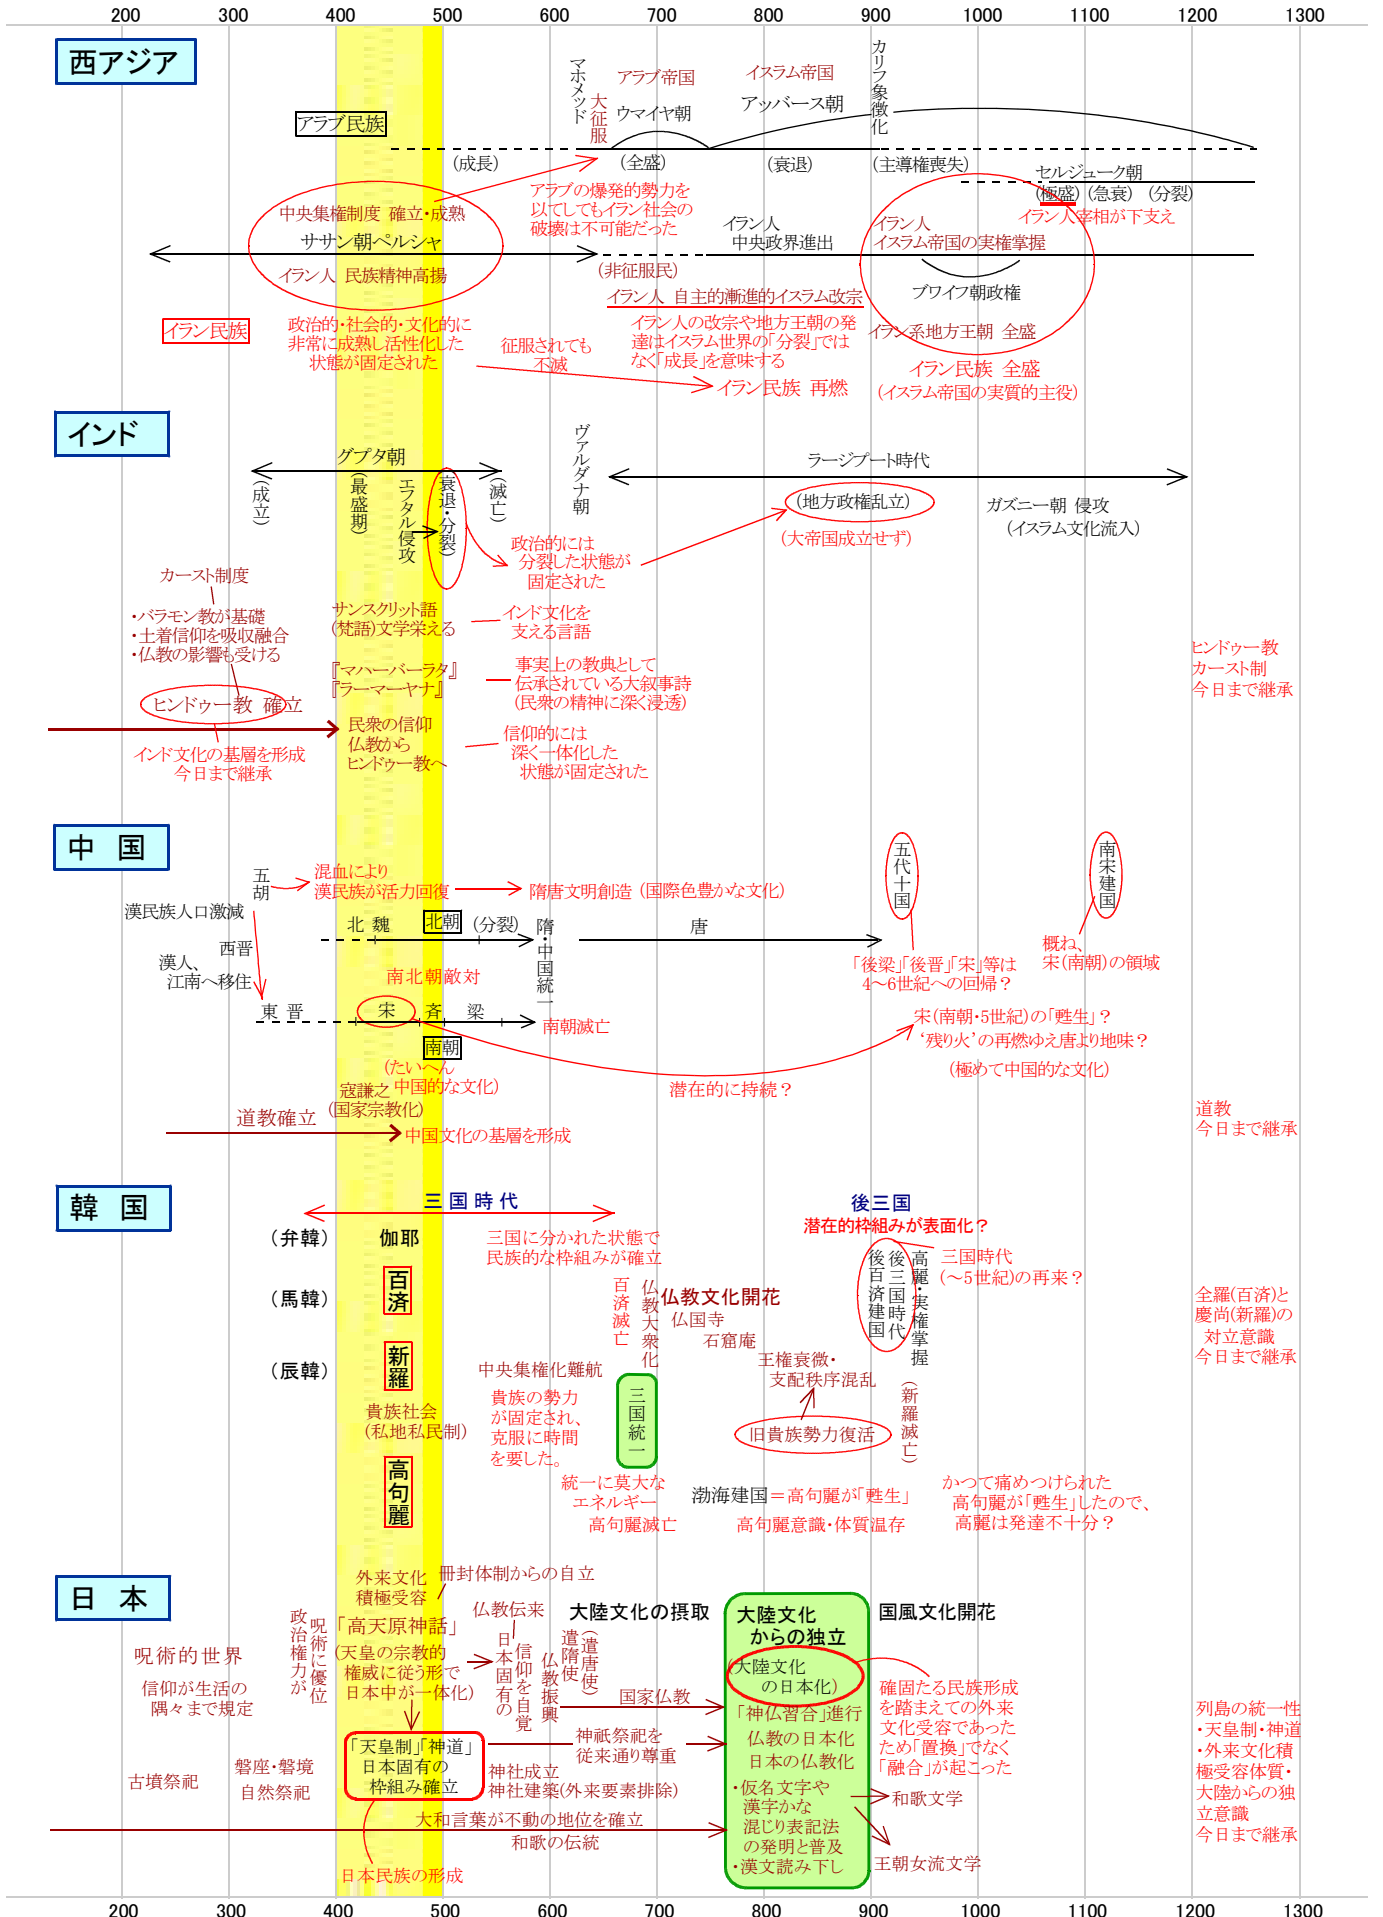 200 300 400 500 600 700 800 900 1000 1100 1200 1300
西アジア
アラブ民族
マホメッド
大征服
アラブ帝国
ウマイヤ朝
イスラム帝国
アッバース朝
カリフ象徴化
(成長)
(全盛)
(衰退)
(主導権喪失)
セルジューク朝
(極盛)(急衰) (分裂)
イラン人宰相が下支え
中央集権制度 確立・成熟
ササン朝ペルシャ
イラン人 民族精神高揚
アラブの爆発的勢力を
以てしてもイラン社会の
破壊は不可能だった
イラン人
中央政界進出
イラン人
イスラム帝国の実権掌握
(非征服民)
ブワイフ朝政権
イラン人 自主的漸進的イスラム改宗
イラン民族
政治的・社会的・文化的に
非常に成熟し活性化した
状態が固定された
征服されても
不滅
イラン人の改宗や地方王朝の発
達はイスラム世界の「分裂」では
なく「成長」を意味する
イラン系地方王朝 全盛
イラン民族 再燃
イラン民族 全盛
(イスラム帝国の実質的主役)
インド
グプタ朝
(成立)
(最盛期)
エフタル侵攻
(衰退・分裂)
(滅亡)
ヴァルダナ朝
ラージプート時代
(地方政権乱立)
(大帝国成立せず)
ガズニー朝 侵攻
(イスラム文化流入)
政治的には
分裂した状態が
固定された
カースト制度
・バラモン教が基礎
・土着信仰を吸収融合
・仏教の影響も受ける
サンスクリット語
(梵語)文学栄える
インド文化を
支える言語
『マハーバーラタ』
『ラーマーヤナ』
事実上の教典として
伝承されている大叙事詩
(民衆の精神に深く浸透)
ヒンドゥー教
カースト制
今日まで継承
ヒンドゥー教 確立
民衆の信仰
仏教から
ヒンドゥー教へ
信仰的には
深く一体化した
状態が固定された
インド文化の基層を形成
今日まで継承
中 国
五胡
混血により
漢民族が活力回復
隋唐文明創造 (国際色豊かな文化)
五代十国
南宋建国
漢民族人口激減
西晋
漢人、
江南へ移住
北 魏
北朝
(分裂)
隋・中国統一
唐
南北朝敵対
「後梁」「後晋」「宋」等は
4～6世紀への回帰？
概ね、
宋(南朝)の領域
東 晋
宋
斉
梁
南朝滅亡
南朝
(たいへん
中国的な文化)
宋(南朝・5世紀)の「甦生」？
‘残り火’の再燃ゆえ唐より地味？
(極めて中国的な文化)
潜在的に持続？
寇謙之
(国家宗教化)
道教確立
中国文化の基層を形成
道教
今日まで継承
韓 国
三 国 時 代
後三国
潜在的枠組みが表面化？
(弁韓)
伽耶
三国に分かれた状態で
民族的な枠組みが確立
(馬韓)
百済
百済滅亡
仏教大衆化
仏教文化開花
仏国寺
石窟庵
後百済建国
後三国時代
高麗・実権掌握
三国時代
(～5世紀)の再来？
全羅(百済)と
慶尚(新羅)の
対立意識
今日まで継承
(辰韓)
新羅
中央集権化難航
王権衰微・
支配秩序混乱
(新羅滅亡)
貴族社会
(私地私民制)
貴族の勢力
が固定され、
克服に時間
を要した。
三国統一
旧貴族勢力復活
高句麗
統一に莫大な
エネルギー
高句麗滅亡
渤海建国＝高句麗が「甦生」
高句麗意識・体質温存
かつて痛めつけられた
高句麗が「甦生」したので、
高麗は発達不十分？
日 本
外来文化
積極受容
冊封体制からの自立
呪術的世界
信仰が生活の
隅々まで規定
呪術に優位
政治権力が
「高天原神話」
(天皇の宗教的
権威に従う形で
日本中が一体化)
仏教伝来
日本固有の
信仰を自覚
仏教振興
遣隋使
(遣唐使)
大陸文化の摂取
国家仏教
大陸文化
からの独立
(大陸文化
の日本化)
「神仏習合」進行
仏教の日本化
日本の仏教化
・仮名文字や
漢字かな
混じり表記法
の発明と普及
・漢文読み下し
国風文化開花
確固たる民族形成
を踏まえての外来
文化受容であった
ため「置換」でなく
「融合」が起こった
列島の統一性
・天皇制・神道
・外来文化積
極受容体質・
大陸からの独
立意識
今日まで継承
「天皇制」「神道」
日本固有の
枠組み確立
神祇祭祀を
従来通り尊重
神社成立
神社建築(外来要素排除)
古墳祭祀
磐座・磐境
自然祭祀
大和言葉が不動の地位を確立
和歌の伝統
和歌文学
王朝女流文学
日本民族の形成
200 300 400 500 600 700 800 900 1000 1100 1200 1300